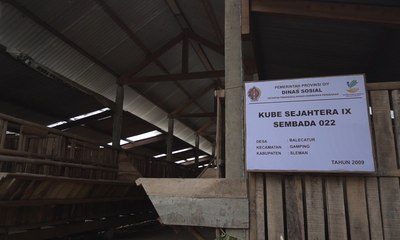 PEMERINTAH PROVINSI DIY
DINAS SOSIAL
KUBE SEJAHTERA IX
SEMBADA 022
DESA : BALECATUR
KECAMATAN : GAMPING
KABUPATEN : SLEMAN
TAHUN 2009